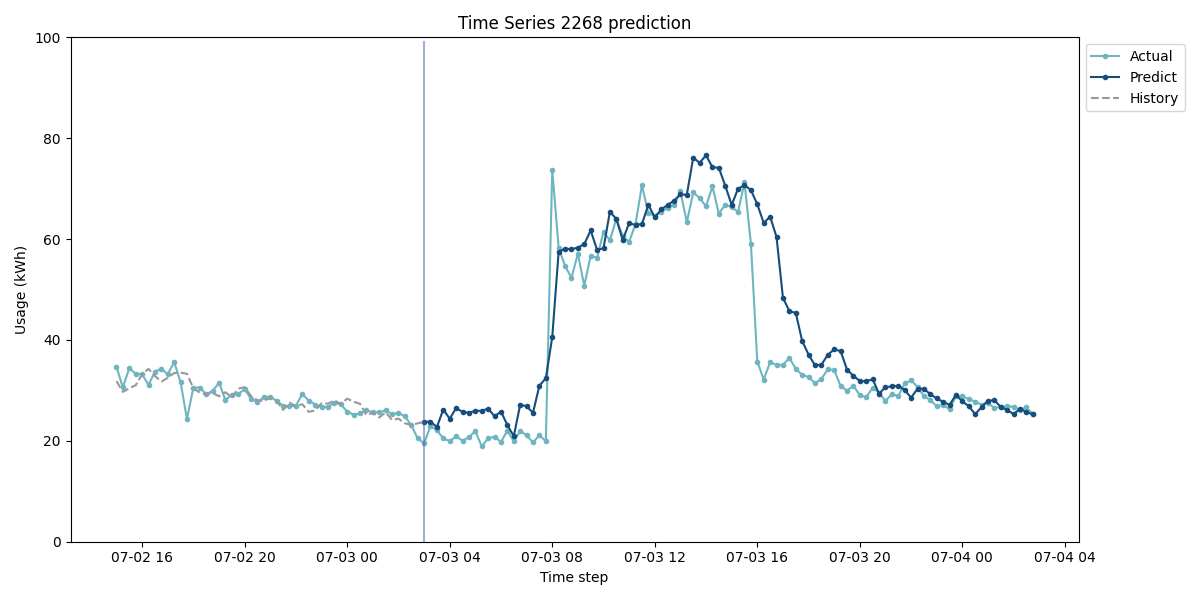 Time Series 2268 prediction
100
80
60
40
20
0
Usage (kWh)
07-02 16
07-02 20
07-03 00
07-03 04
07-03 08
07-03 12
07-03 16
07-03 20
07-04 00
07-04 04
Time step
Actual
Predict
History